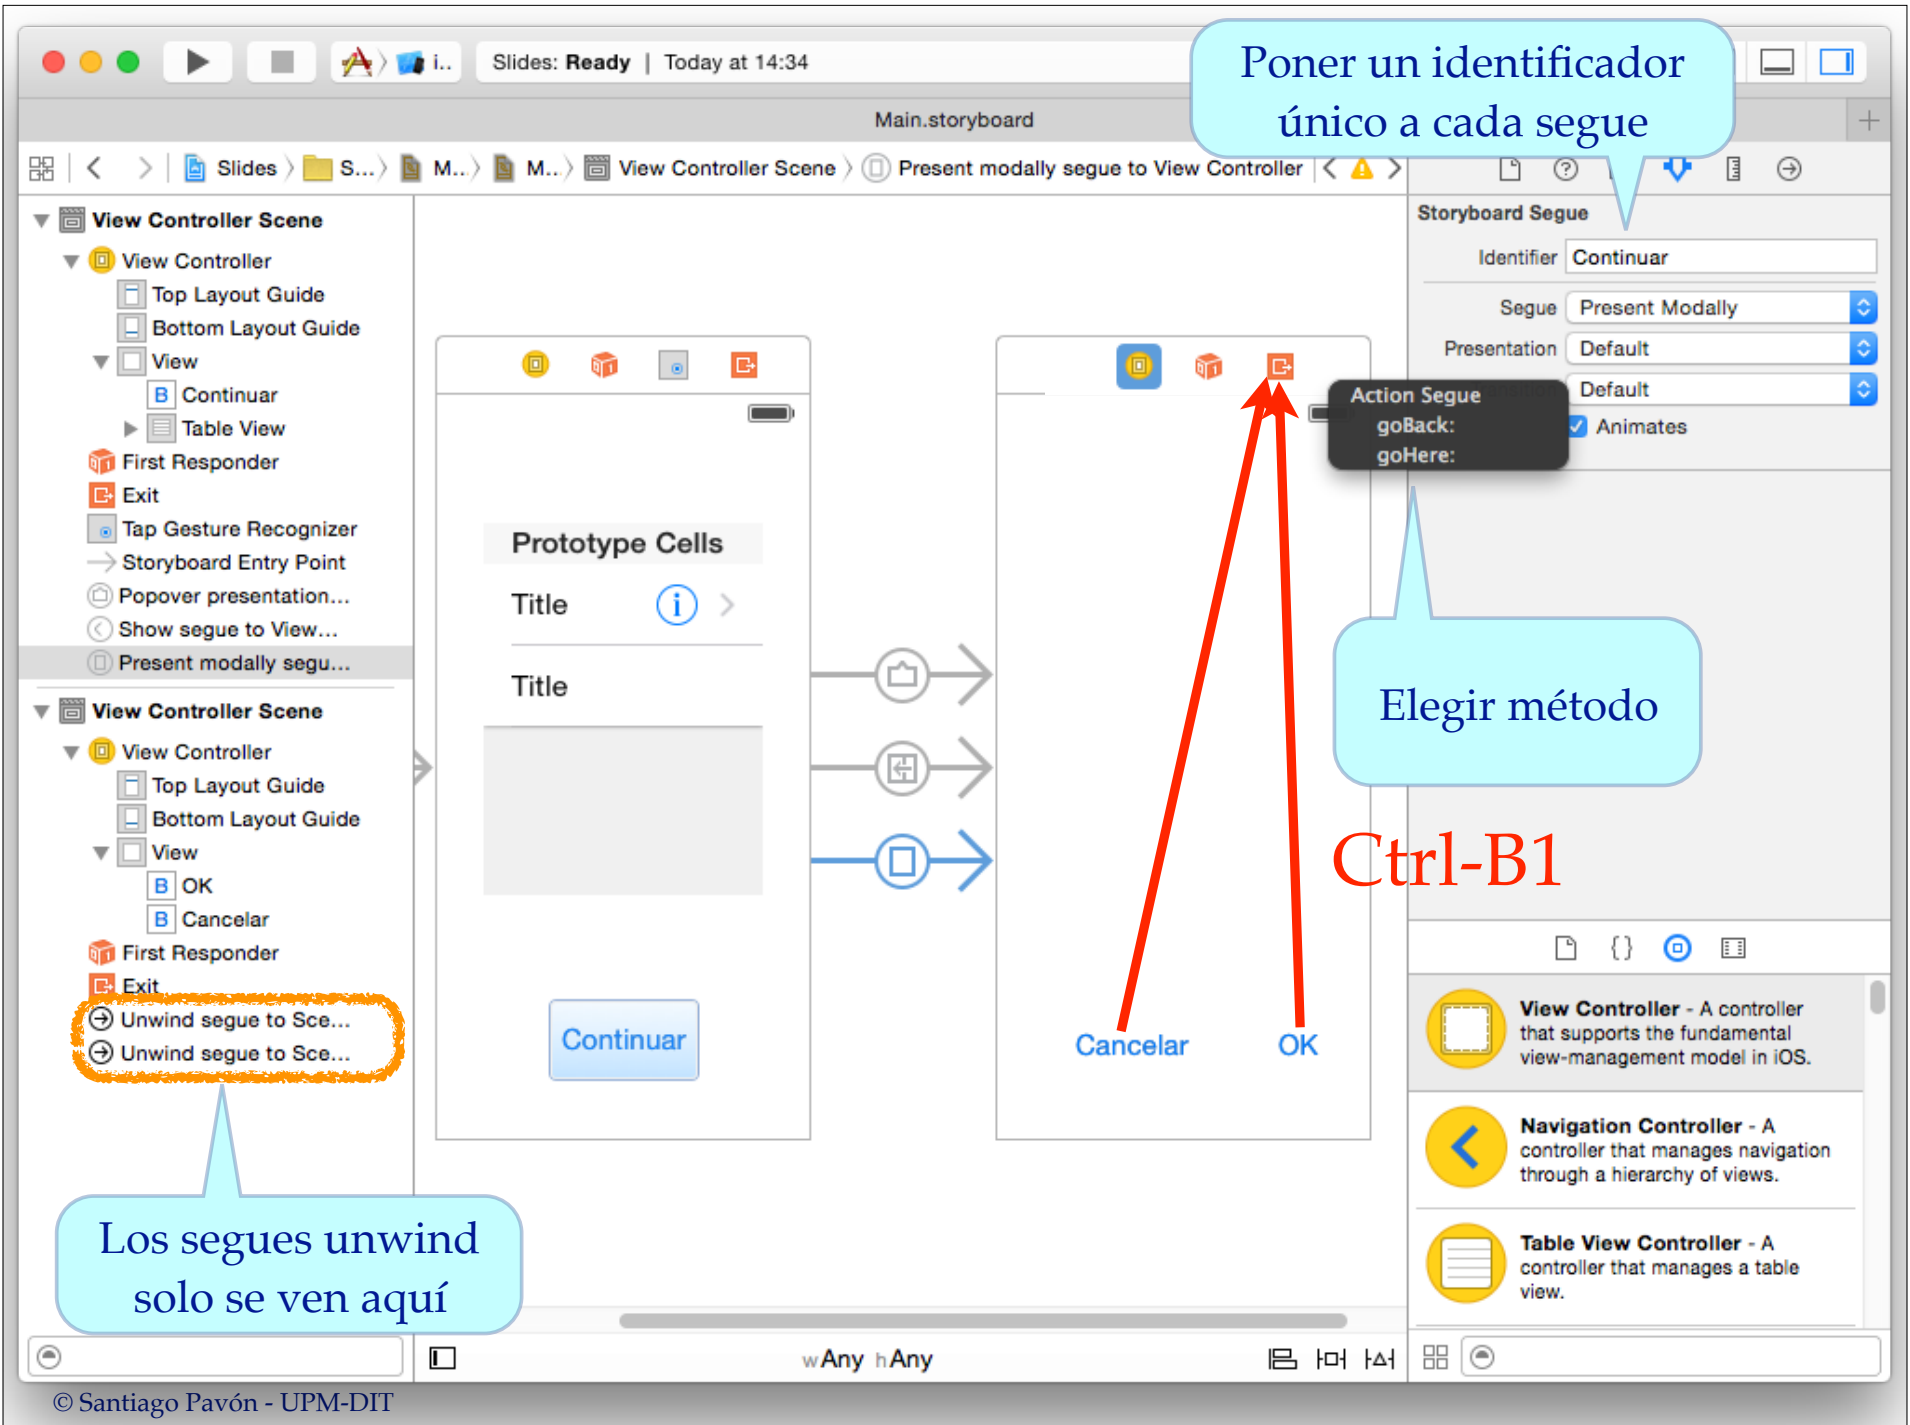 i..
Slides: Ready | Today at 14:34
Poner un identificador
único a cada segue
Main.storyboard
Slides
S...
M...
M...
View Controller Scene
Present modally segue to View Controller
View Controller Scene
View Controller
Top Layout Guide
Bottom Layout Guide
View
B Continuar
Table View
First Responder
Exit
Tap Gesture Recognizer
Storyboard Entry Point
Popover presentation...
Show segue to View...
Present modally segu...
View Controller Scene
View Controller
Top Layout Guide
Bottom Layout Guide
View
B OK
B Cancelar
First Responder
Exit
Unwind segue to Sce...
Unwind segue to Sce...
Los segues unwind
solo se ven aquí
Prototype Cells
Title
Title
Continuar
Cancelar
OK
Action Segue
goBack:
goHere:
Elegir método
Ctrl-B1
wAny hAny
Storyboard Segue
Identifier Continuar
Segue Present Modally
Presentation Default
Default
Animates
{}
View Controller - A controller
that supports the fundamental
view-management model in iOS.
Navigation Controller - A
controller that manages navigation
through a hierarchy of views.
Table View Controller - A
controller that manages a table
view.
© Santiago Pavón - UPM-DIT